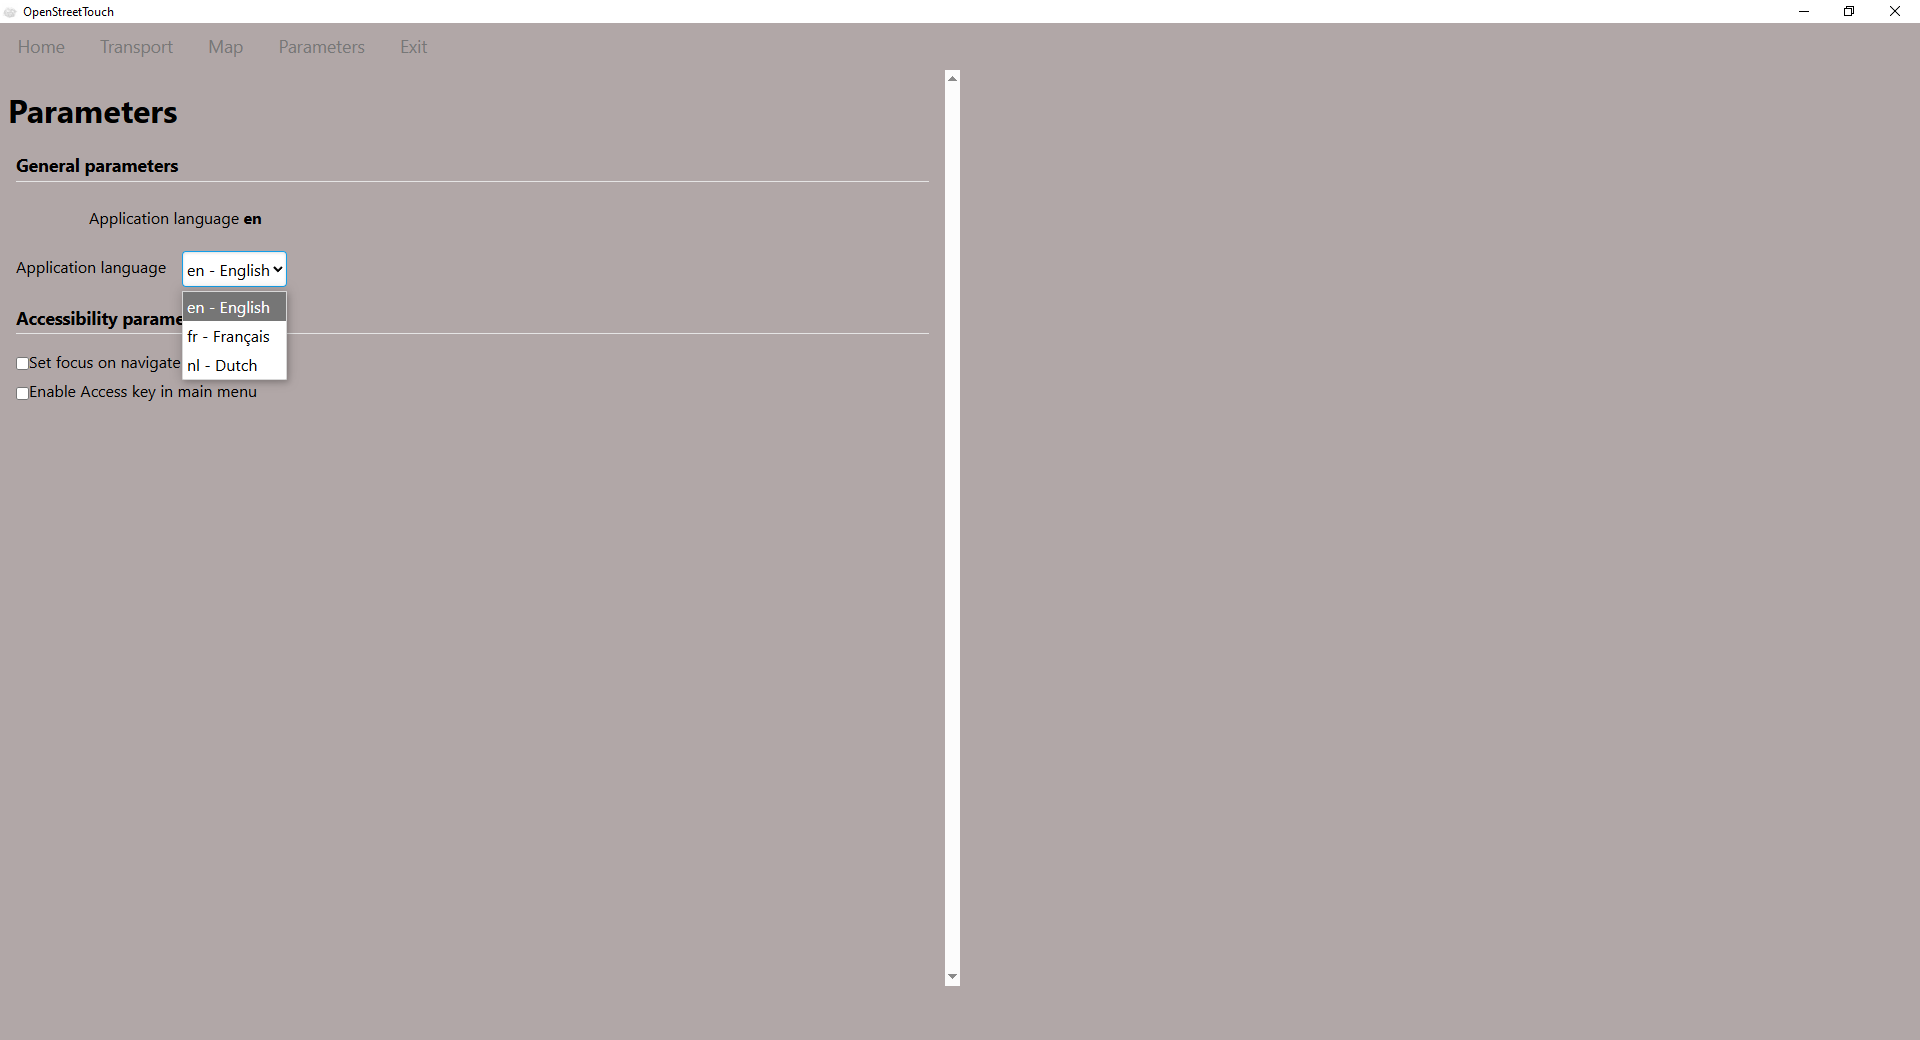 OpenStreetTouch
Home Transport Map Parameters Exit
Parameters
General parameters
Application language en
Application language en - English
en - English
Accessibility parame
fr - Français
Set focus on navigate
nl - Dutch
Enable Access key in main menu